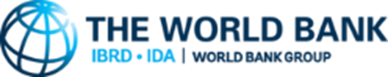 THE WORLD BANK
IBRD • IDA | WORLD BANK GROUP